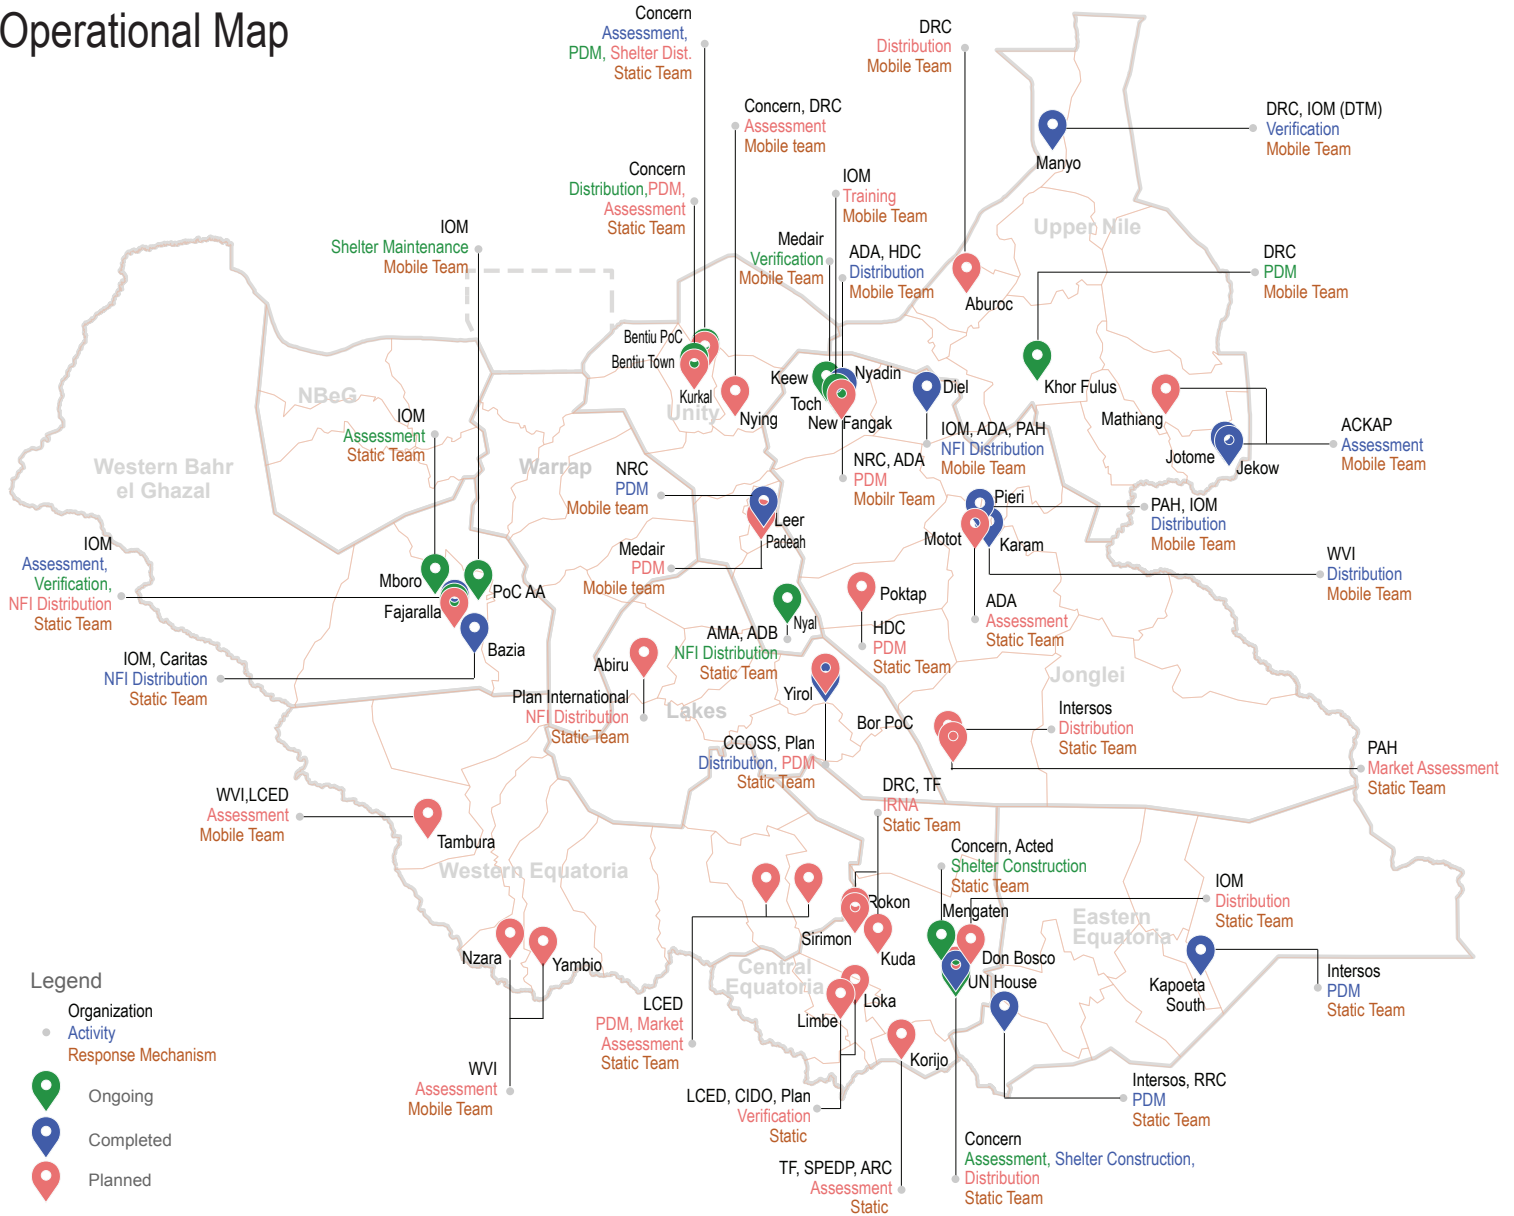 Operational Map
Concern
Assessment,
PDM, Shelter Dist.
Static Team
DRC
Distribution
Mobile Team
Concern, DRC
Assessment
Mobile team
DRC, IOM (DTM)
Verification
Mobile Team
Manyo
Concern
Distribution,PDM,
Assessment
Static Team
IOM
Training
Mobile Team
IOM
Shelter Maintenance
Mobile Team
Medair
Verification
Mobile Team
ADA, HDC
Distribution
Mobile Team
Upper Nile
DRC
PDM
Mobile Team
Aburoc
Bentiu PoC
Bentiu Town
Kurkal
Unity
Nying
Keew
Nyadin
Toch
New Fangak
Diel
Khor Fulus
Mathiang
Jotome
Jekow
ACKAP
Assessment
Mobile Team
NBeG
IOM
Assessment
Static Team
Western Bahr
el Ghazal
Warrap
IOM, ADA, PAH
NFI Distribution
Mobile Team
NRC, ADA
PDM
Mobilr Team
NRC
PDM
Mobile team
Leer
Padeah
Pieri
Motot
Karam
PAH, IOM
Distribution
Mobile Team
Medair
PDM
Mobile team
WVI
Distribution
Mobile Team
IOM
Assessment,
Verification,
NFI Distribution
Static Team
Mboro
PoC AA
Fajaralla
Bazia
IOM, Caritas
NFI Distribution
Static Team
Nyal
AMA, ADB
NFI Distribution
Static Team
Poktap
HDC
PDM
Static Team
ADA
Assessment
Static Team
Abiru
Plan International
NFI Distribution
Static Team
Lakes
Yirol
CCOSS, Plan
Distribution, PDM
Static Team
Jonglei
Bor PoC
Intersos
Distribution
Static Team
PAH
Market Assessment
Static Team
WVI,LCED
Assessment
Mobile Team
Tambura
Western Equatoria
DRC, TF
IRNA
Static Team
Concern, Acted
Shelter Construction
Static Team
IOM
Distribution
Static Team
Rokon
Sirimon
Kuda
Mengaten
Don Bosco
UN House
Eastern
Equatoria
Kapoeta
South
Intersos
PDM
Static Team
Nzara
Yambio
Central
Equatoria
Loka
Limbe
Korijo
LCED
PDM, Market
Assessment
Static Team
WVI
Assessment
Mobile Team
LCED, CIDO, Plan
Verification
Static
TF, SPEDP, ARC
Assessment
Static
Intersos, RRC
PDM
Static Team
Concern
Assessment, Shelter Construction,
Distribution
Static Team
Legend
Organization
Activity
Response Mechanism
Ongoing
Completed
Planned